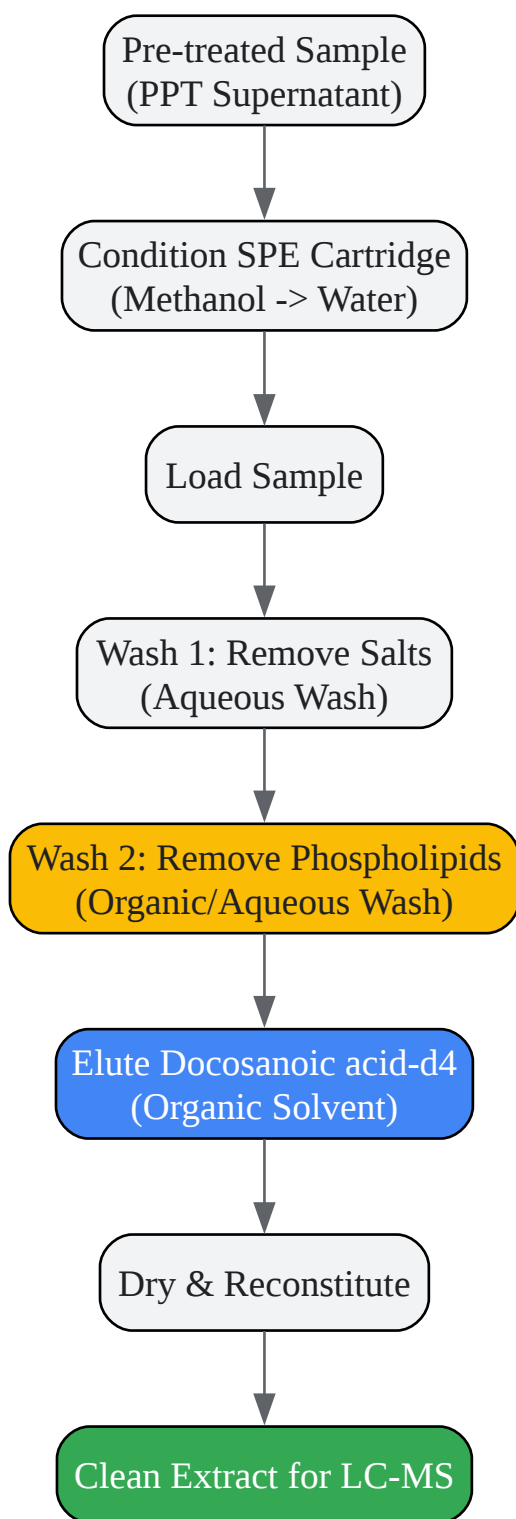 Pre-treated Sample
(PPT Supernatant)
Condition SPE Cartridge
(Methanol -> Water)
Load Sample
Wash 1: Remove Salts
(Aqueous Wash)
Wash 2: Remove Phospholipids
(Organic/Aqueous Wash)
Elute Docosanoic acid-d4
(Organic Solvent)
Dry & Reconstitute
Clean Extract for LC-MS